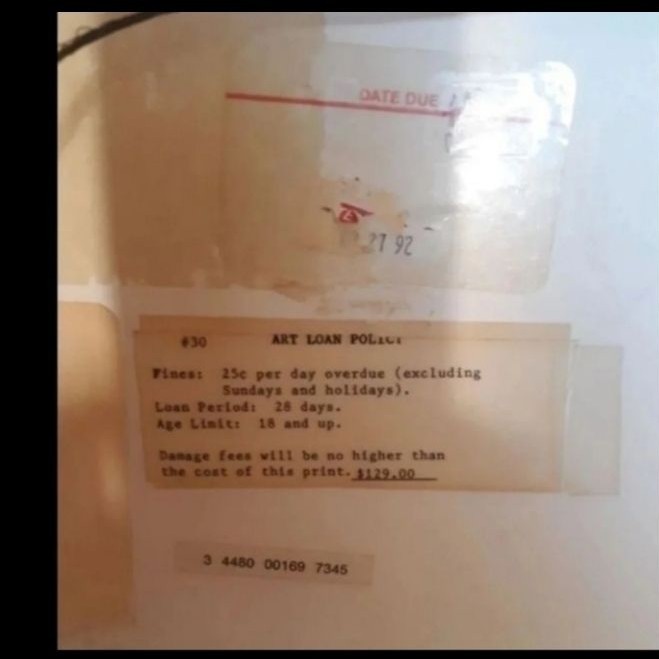 DATE DUE
27 92
#30 ART LOAN POLICY
Fines: 25¢ per day overdue (excluding
Sundays and holidays).
Loan Period: 28 days.
Age Limit: 18 and up.
Damage fees will be no higher than
the cost of this print. $129.00
3 4480 00169 7345